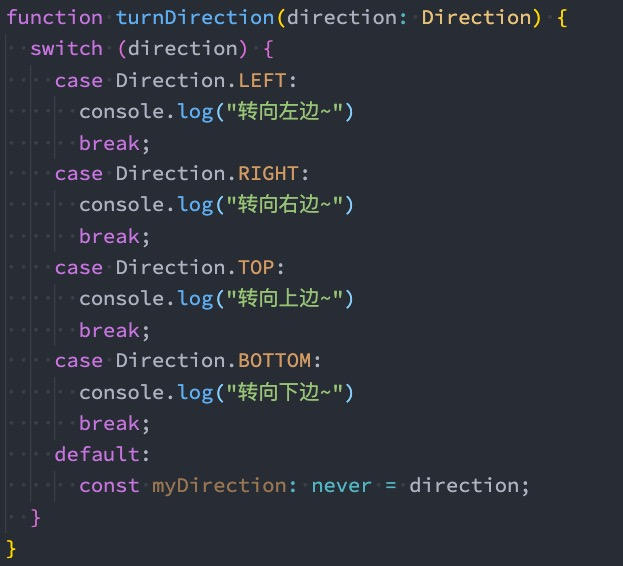 function turnDirection(direction: Direction) {
  switch (direction) {
    case Direction.LEFT:
      console.log("转向左边~")
      break;
    case Direction.RIGHT:
      console.log("转向右边~")
      break;
    case Direction.TOP:
      console.log("转向上边~")
      break;
    case Direction.BOTTOM:
      console.log("转向下边~")
      break;
    default:
      const myDirection: never = direction;
  }
}